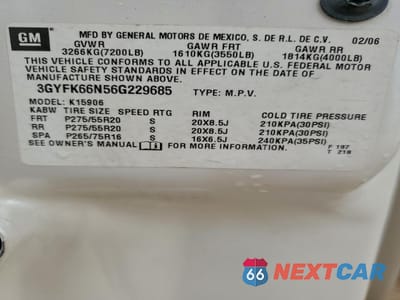 GM
MFD BY GENERAL MOTORS DE MEXICO, S. DE R.L. DE C.V. 02/06
GVWR GAWR FRT GAWR RR
3266KG(7200LB) 1610KG(3550LB) 1814KG(4000LB)
THIS VEHICLE CONFORMS TO ALL APPLICABLE U.S. FEDERAL MOTOR
VEHICLE SAFETY STANDARDS IN EFFECT ON THE DATE OF
MANUFACTURE SHOWN ABOVE.
3GYFK66N56G229685 TYPE: M.P.V.
MODEL: K15906
KABW TIRE SIZE SPEED RTG RIM COLD TIRE PRESSURE
FRT P275/55R20 S 20X8.5J 210KPA(30PSI)
RR P275/55R20 S 20X8.5J 210KPA(30PSI)
SPA P265/75R16 S 16X6.5J 240KPA(35PSI)
SEE OWNER'S MANUAL FOR MORE INFORMATION. F 187
T 218
66 NEXTCAR